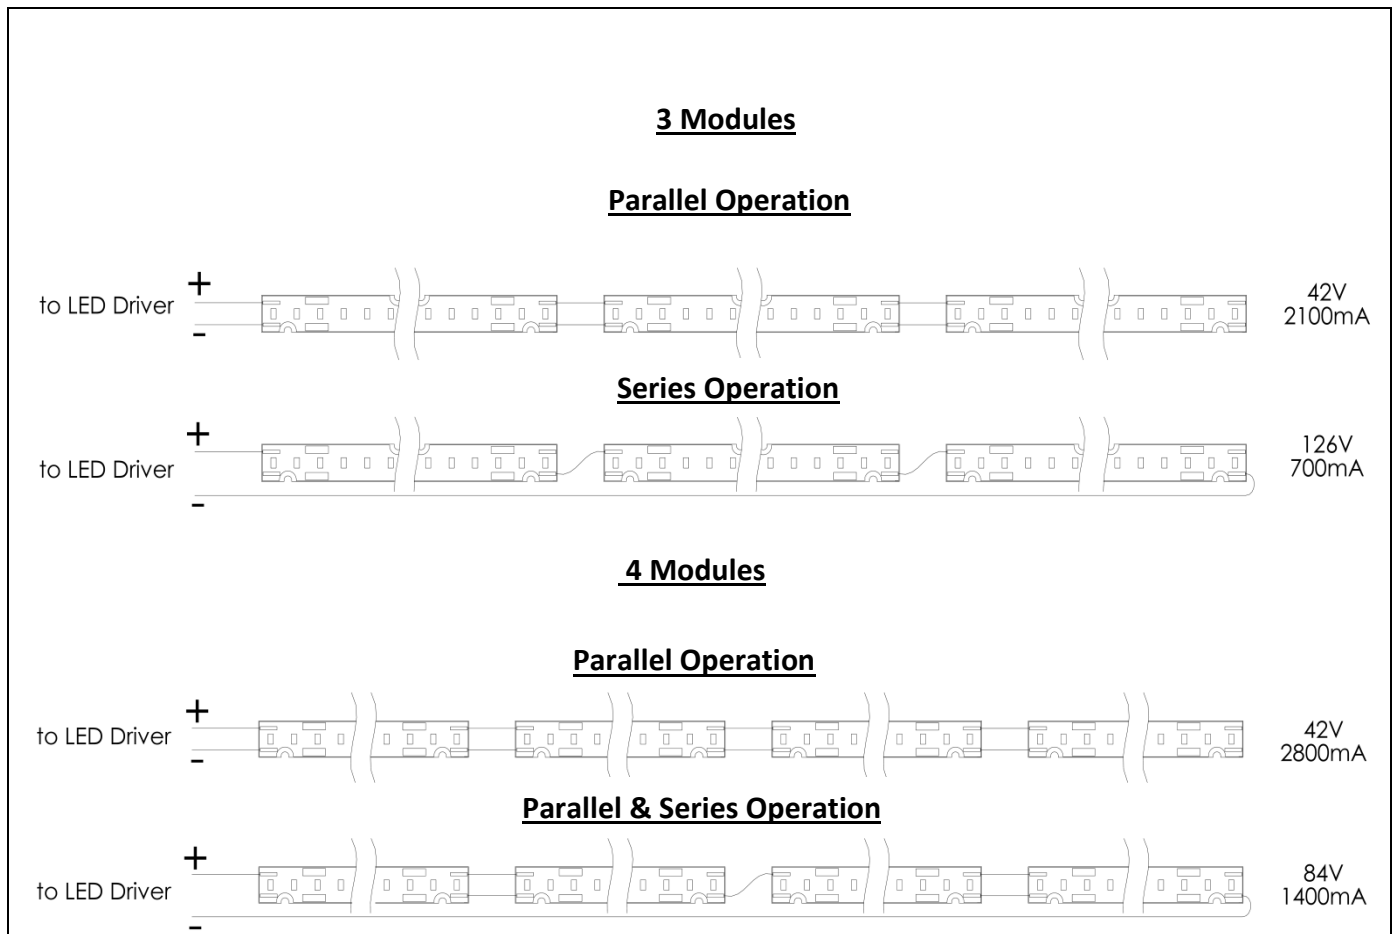 3 Modules
Parallel Operation
+
to LED Driver
-
42V
2100mA
Series Operation
+
to LED Driver
-
126V
700mA
4 Modules
Parallel Operation
+
to LED Driver
-
42V
2800mA
Parallel & Series Operation
+
to LED Driver
-
84V
1400mA